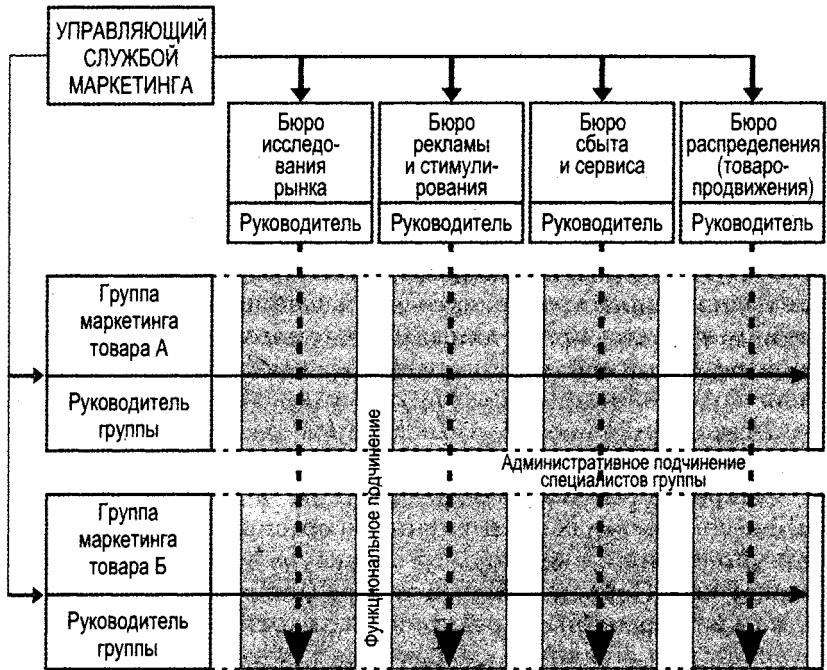 УПРАВЛЯЮЩИЙ
СЛУЖБОЙ
МАРКЕТИНГА
Бюро
исследо-
вания
рынка
Руководитель
Бюро
рекламы
и стимули-
рования
Руководитель
Бюро
сбыта
и сервиса
Руководитель
Бюро
распределения
(товаро-
продвижения)
Руководитель
Группа
маркетинга
товара А
Руководитель
группы
Функциональное подчинение
Административное подчинение
специалистов группы
Группа
маркетинга
товара Б
Руководитель
группы